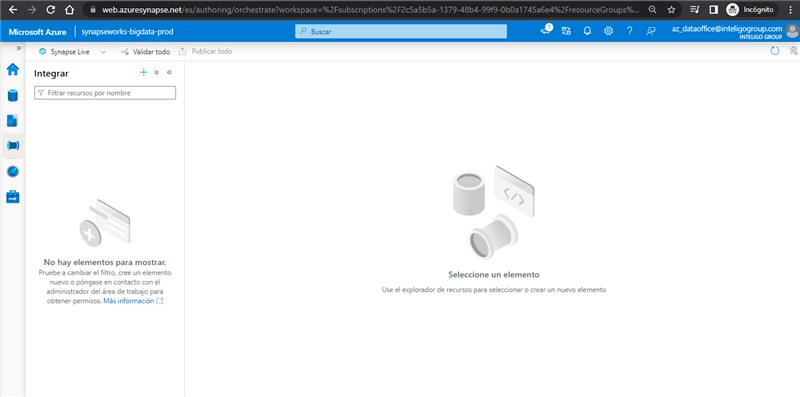 web.azuresynapse.net/es/authoring/orchestrate?workspace=%2Fsubscriptions%2F2c5a5b5a-1379-48b4-99f9-0b0a1745a6e4%2FresourceGroups%...
Incógnito
Microsoft Azure
synapseworks-bigdata-prod
Buscar
1
az_dataoffice@inteligogroup.com
INTELIGO GROUP
Synapse Live
Validar todo
Publicar todo
Integrar
Filtrar recursos por nombre
No hay elementos para mostrar.
Pruebe a cambiar el filtro, cree un elemento
nuevo o póngase en contacto con el
administrador del área de trabajo para
obtener permisos. Más información
Seleccione un elemento
Use el explorador de recursos para seleccionar o crear un nuevo elemento